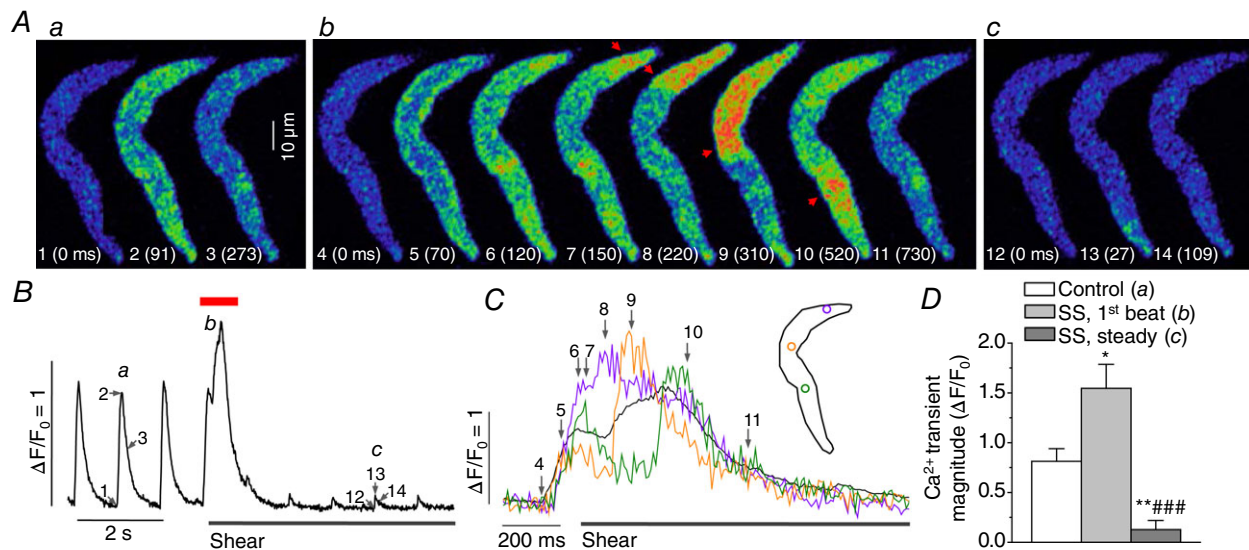 A
a
b
c
10 µm
1 (0 ms) 2 (91) 3 (273)
4 (0 ms) 5 (70) 6 (120) 7 (150) 8 (220) 9 (310) 10 (520) 11 (730)
12 (0 ms) 13 (27) 14 (109)
B
ΔF/F0 = 1
a
b
c
1
2
3
12
13
14
2 s
Shear
C
ΔF/F0 = 1
4
5
6
7
8
9
10
11
200 ms
Shear
D
Control (a)
SS, 1st beat (b)
SS, steady (c)
Ca2+ transient
magnitude (ΔF/F0)
2.0
1.5
1.0
0.5
0.0
*
**###